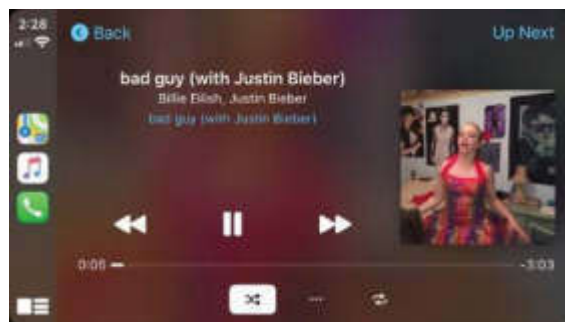 2:28
Back
Up Next
bad guy (with Justin Bieber)
Billie Eilish, Justin Bieber
bad guy (with Justin Bieber)
0:05
-3:03